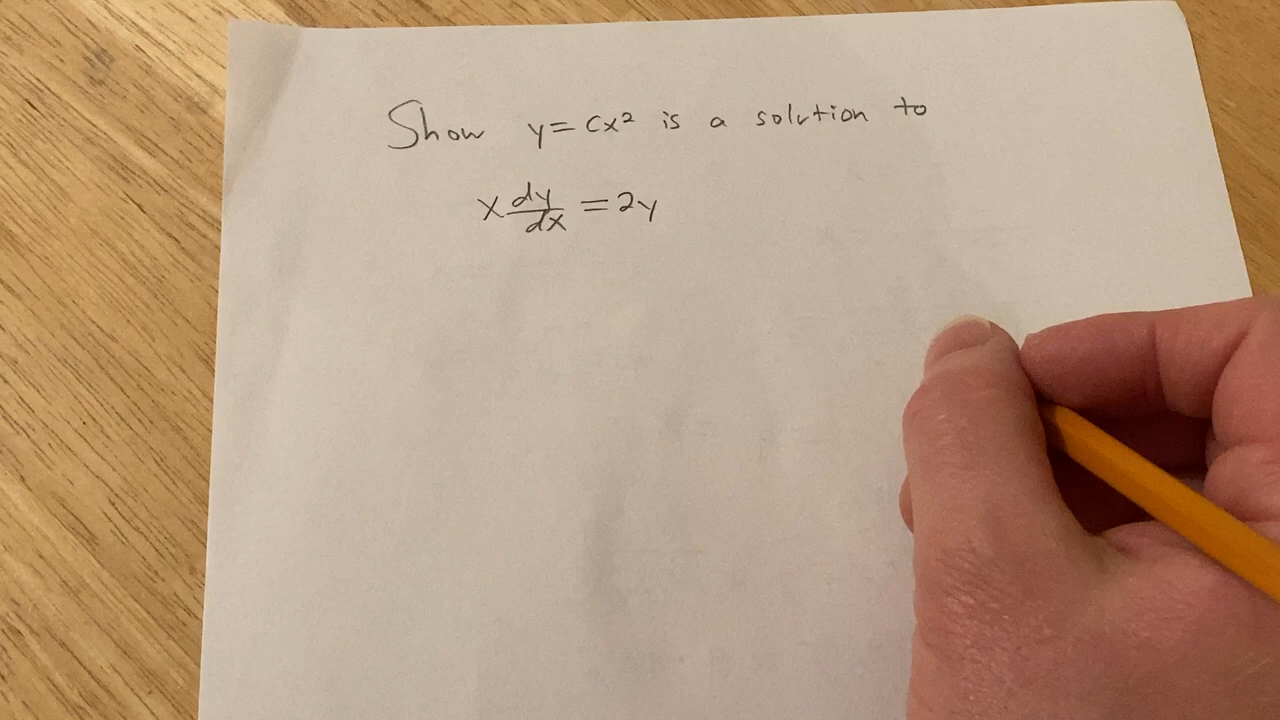 Show y = cx² is a solution to
x dy/dx = 2y